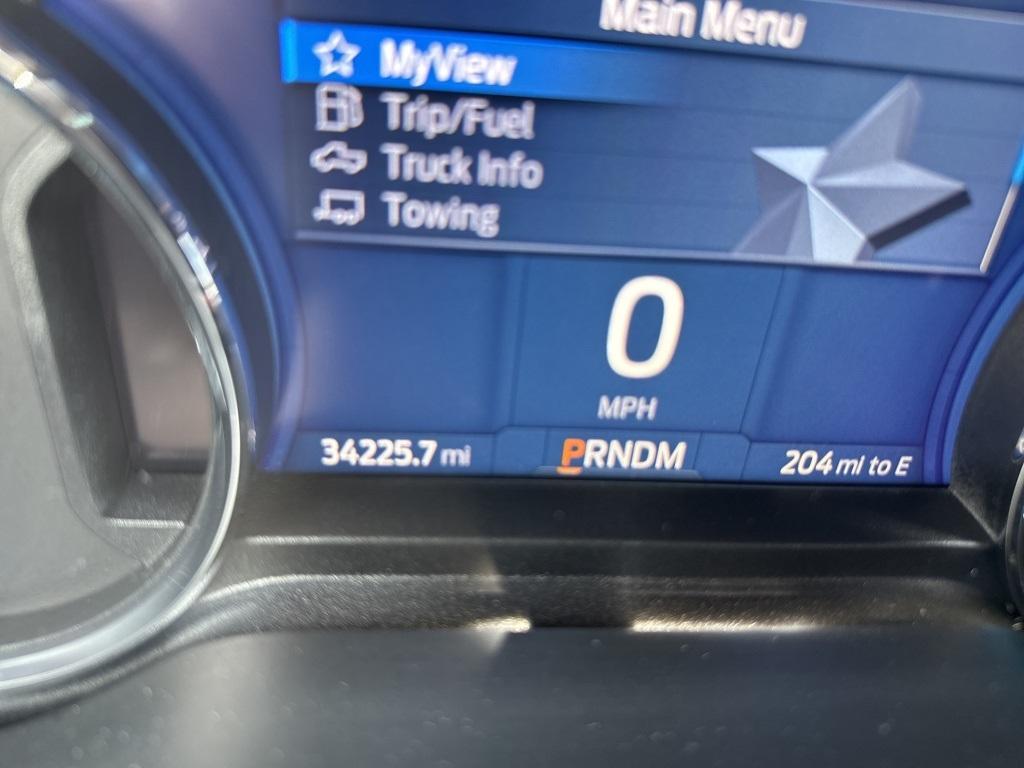 Main Menu
MyView
Trip/Fuel
Truck Info
Towing
0
MPH
34225.7 mi
PRNDM
204 mi to E